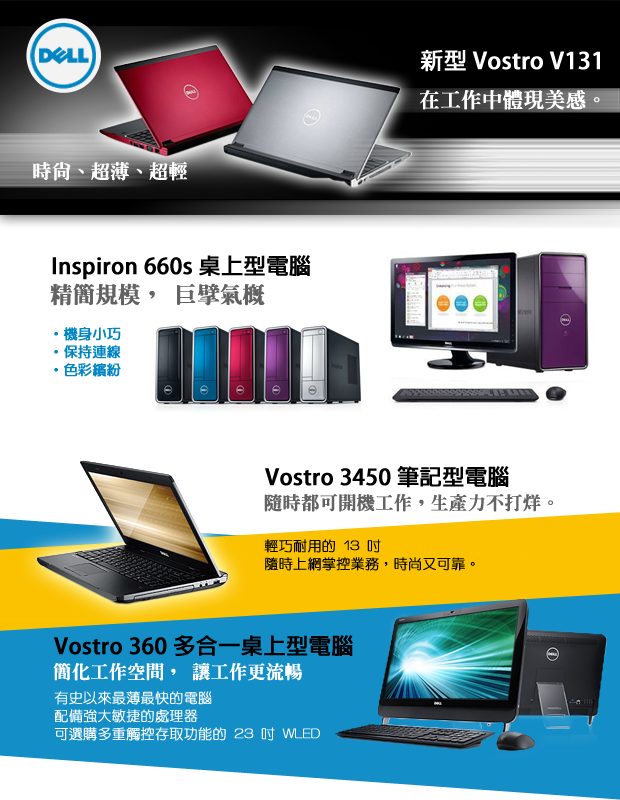 DELL
新型 Vostro V131
在工作中體現美感。
時尚、超薄、超輕
Inspiron 660s 桌上型電腦
精簡規模， 巨擘氣概
・機身小巧
・保持連線
・色彩繽紛
Vostro 3450 筆記型電腦
隨時都可開機工作，生產力不打烊。
輕巧耐用的 13 吋
隨時上網掌控業務，時尚又可靠。
Vostro 360 多合一桌上型電腦
簡化工作空間， 讓工作更流暢
有史以來最薄最快的電腦
配備強大敏捷的處理器
可選購多重觸控存取功能的 23 吋 WLED